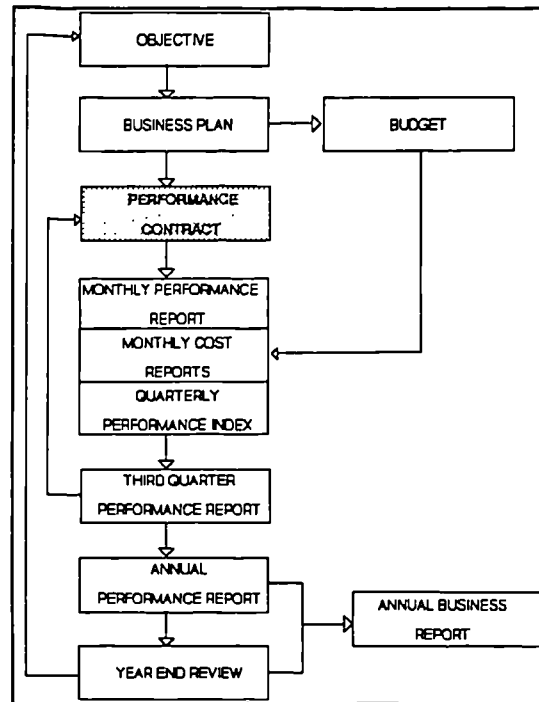 OBJECTIVE
BUSINESS PLAN
BUDGET
PERFORMANCE
CONTRACT
MONTHLY PERFORMANCE
REPORT
MONTHLY COST
REPORTS
QUARTERLY
PERFORMANCE INDEX
THIRD QUARTER
PERFORMANCE REPORT
ANNUAL
PERFORMANCE REPORT
ANNUAL BUSINESS
REPORT
YEAR END REVIEW